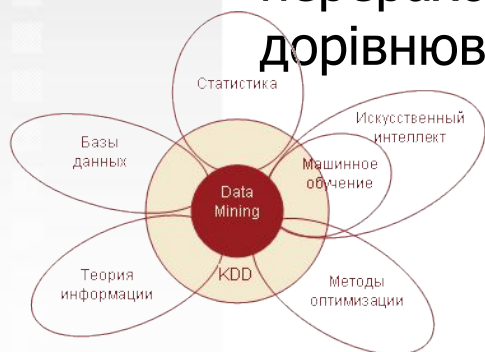 дорівнюв
Статистика
Искусственный
интеллект
Базы
данных
Машинное
обучение
Data
Mining
KDD
Теория
информации
Методы
оптимизации